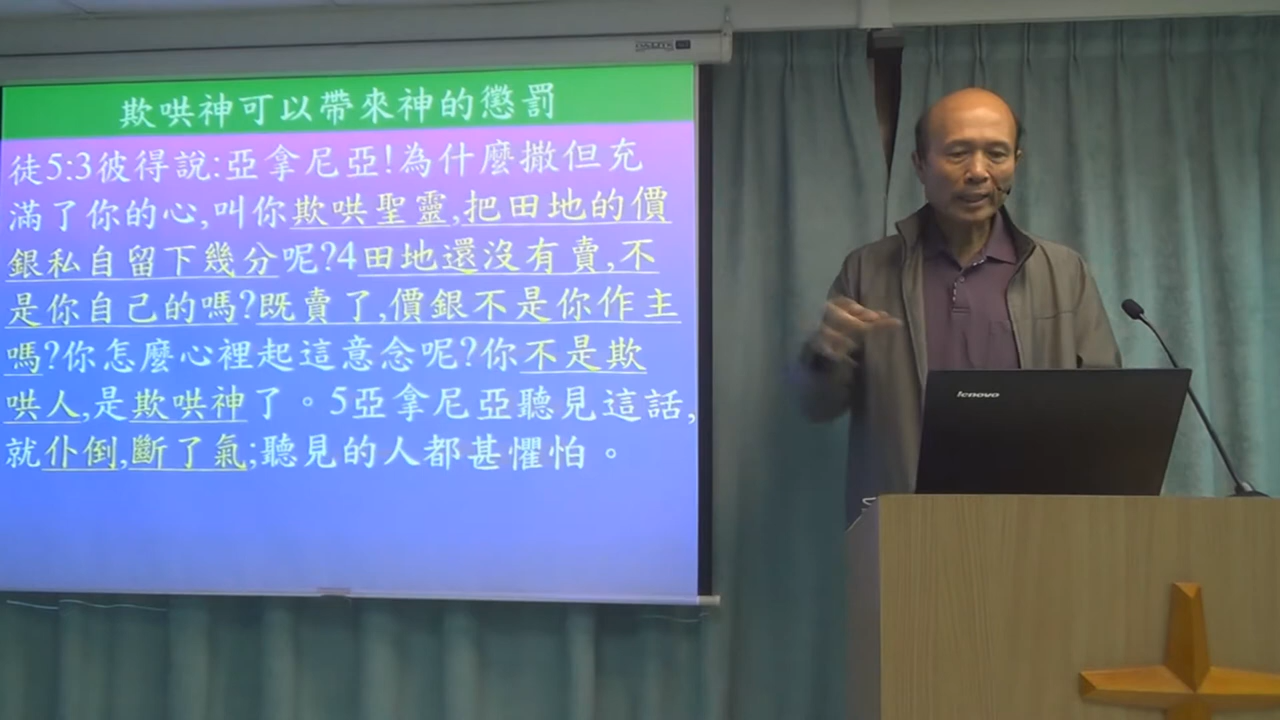 欺哄神可以帶來神的懲罰
徒5:3彼得說:亞拿尼亞!為什麼撒但充
滿了你的心,叫你欺哄聖靈,把田地的價
銀私自留下幾分呢?4田地還沒有賣,不
是你自己的嗎?既賣了,價銀不是你作主
嗎?你怎麼心裡起這意念呢?你不是欺
哄人,是欺哄神了。5亞拿尼亞聽見這話,
就仆倒,斷了氣;聽見的人都甚懼怕。
lenovo